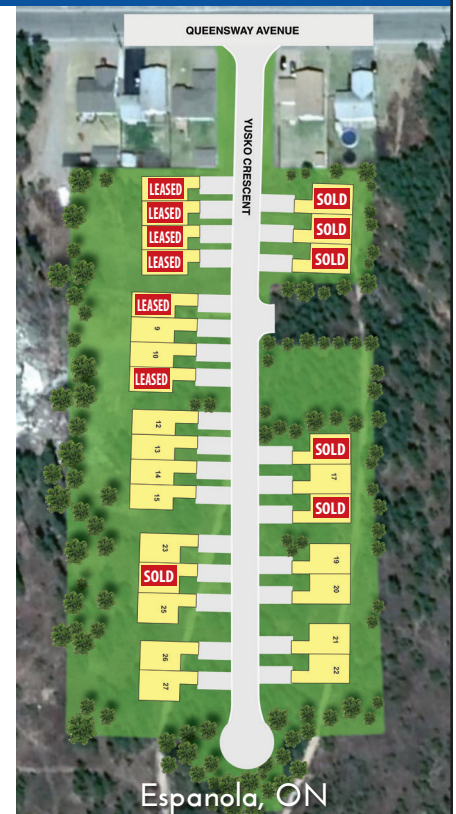 QUEENSWAY AVENUE
YUSKO CRESCENT
LEASED
LEASED
LEASED
LEASED
SOLD
SOLD
SOLD
LEASED
9
10
LEASED
12
13
14
15
SOLD
17
SOLD
23
SOLD
25
19
20
26
27
21
22
Espanola, ON